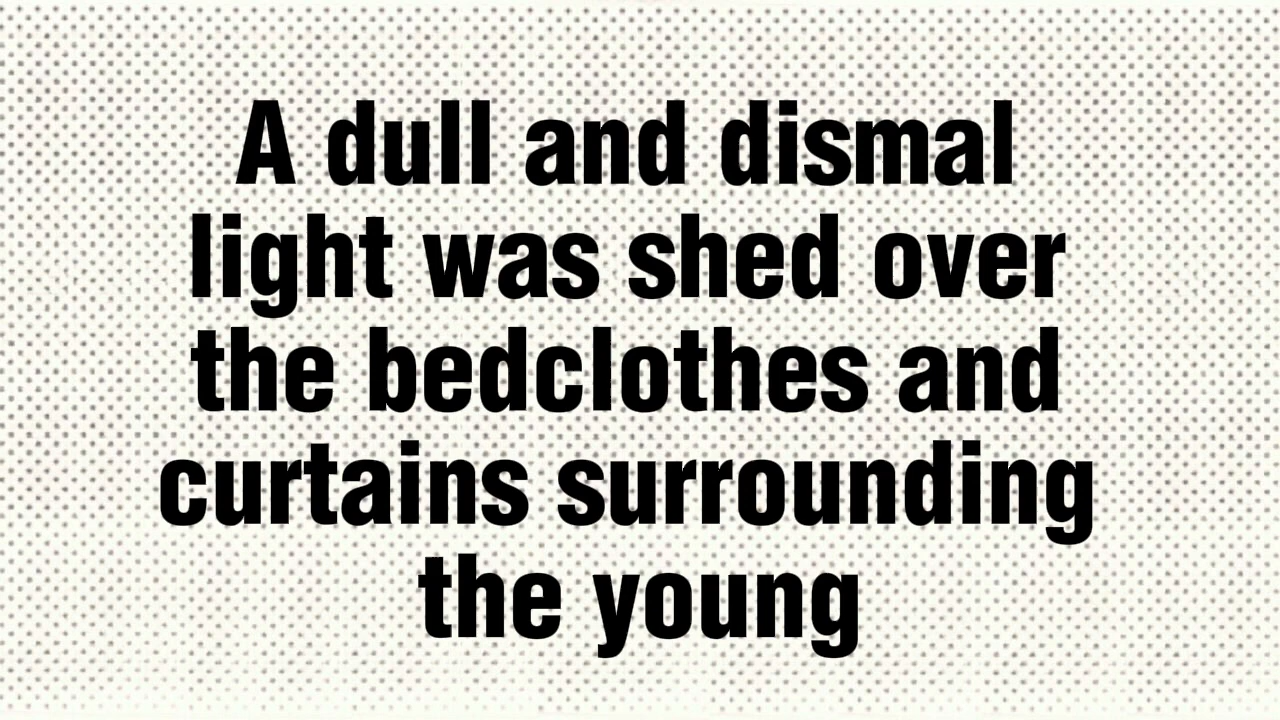 A dull and dismal
light was shed over
the bedclothes and
curtains surrounding
the young